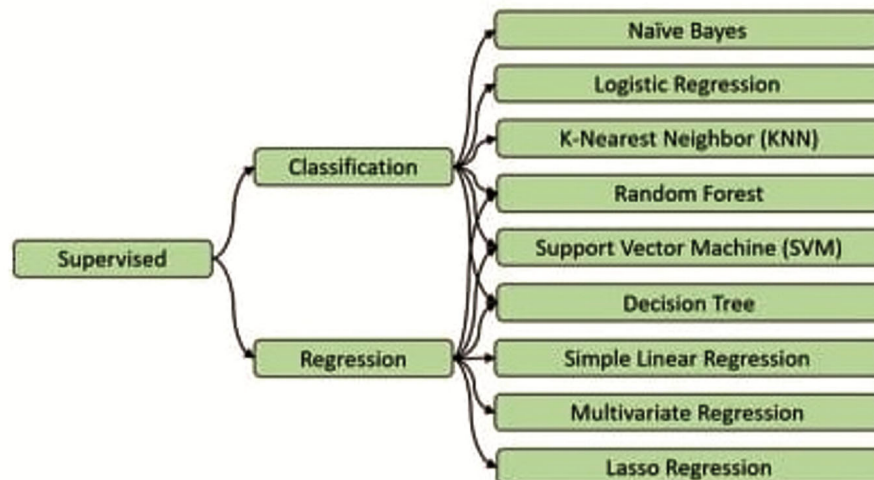 Naïve Bayes
Logistic Regression
K-Nearest Neighbor (KNN)
Classification
Random Forest
Support Vector Machine (SVM)
Supervised
Decision Tree
Regression
Simple Linear Regression
Multivariate Regression
Lasso Regression